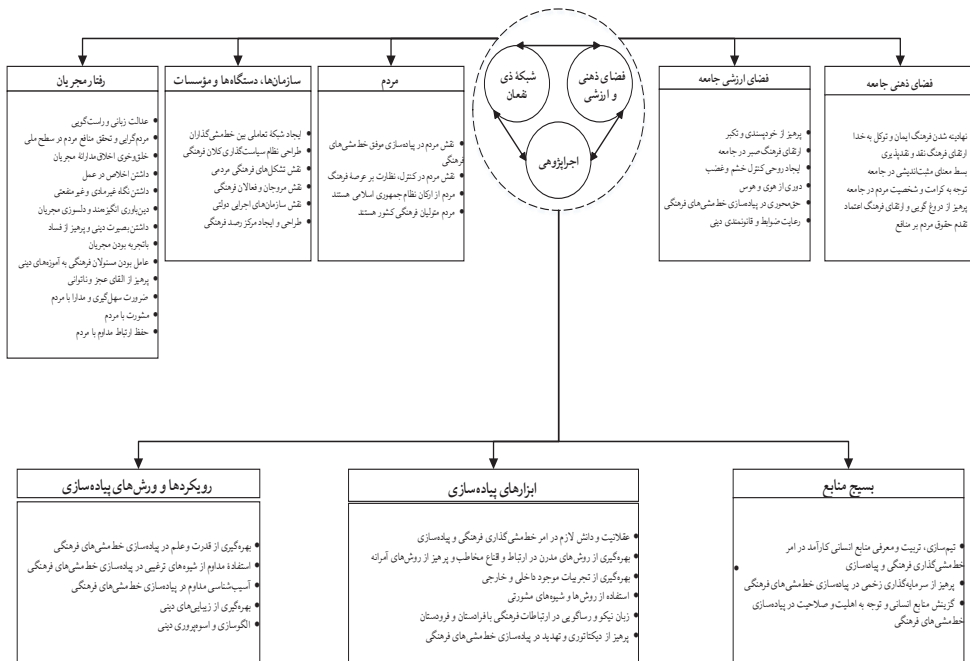 فضای ذهنی
و ارزشی
شبکهٔ ذی
نفعان
اجراپژوهی
فضای ذهنی جامعه
نهادینه شدن فرهنگ ایمان و توکل به خدا
ارتقای فرهنگ نقد و نقدپذیری
بسط معنای مثبت‌اندیشی در جامعه
توجه به کرامت و شخصیت مردم در جامعه
پرهیز از دروغ گویی و ارتقای فرهنگ اعتماد
تقدم حقوق مردم بر منافع
فضای ارزشی جامعه
• پرهیز از خودپسندی و تکبر
• ارتقای فرهنگ صبر در جامعه
• ایجاد روحی کنترل خشم و غضب
• دوری از هوی و هوس
• حق‌محوری در پیاده‌سازی خط‌مشی‌های فرهنگی
• رعایت ضوابط و قانونمندی دینی
مردم
• نقش مردم در پیاده‌سازی موفق خط‌مشی‌های
فرهنگی
• نقش مردم در کنترل، نظارت بر عرصهٔ فرهنگ
• مردم از ارکان نظام جمهوری اسلامی هستند
• مردم متولیان فرهنگی کشور هستند
سازمان‌ها، دستگاه‌ها و مؤسسات
• ایجاد شبکهٔ تعاملی بین خط‌مشی‌گذاران
• طراحی نظام سیاست‌گذاری کلان فرهنگی
• نقش تشکل‌های فرهنگی مردمی
• نقش مروجان و فعالان فرهنگی
• نقش سازمان‌های اجرایی دولتی
• طراحی و ایجاد مرکز رصد فرهنگی
رفتار مجریان
• عدالت زبانی و راست‌گویی
• مردم‌گرایی و تحقق منافع مردم در سطح ملی
• خلق‌وخوی اخلاق‌مدارانهٔ مجریان
• داشتن اخلاص در عمل
• داشتن نگاه غیرمادی و غیرمنفعتی
• دین‌باوری انگیزهمند و دلسوزی مجریان
• داشتن بصیرت دینی و پرهیز از فساد
• باتجربه بودن مجریان
• عامل بودن مسئولان فرهنگی به آموزه‌های دینی
• پرهیز از القای عجز و ناتوانی
• ضرورت سهل‌گیری و مدارا با مردم
• مشورت با مردم
• حفظ ارتباط مداوم با مردم
بسیج منابع
• تیم‌سازی، تربیت و معرفی منابع انسانی کارآمد در امر
خط‌مشی‌گذاری فرهنگی و پیاده‌سازی
• پرهیز از سرمایه‌گذاری زخمی در پیاده‌سازی خط‌مشی‌های فرهنگی
• گزینش منابع انسانی و توجه به اهلیت و صلاحیت در پیاده‌سازی
خط‌مشی‌های فرهنگی
ابزارهای پیاده‌سازی
• عقلانیت و دانش لازم در امر خط‌مشی‌گذاری فرهنگی و پیاده‌سازی
• بهره‌گیری از روش‌های مدرن در ارتباط و اقناع مخاطب و پرهیز از روش‌های آمرانه
• بهره‌گیری از تجربیات موجود داخلی و خارجی
• استفاده از روش‌ها و شیوه‌های مشورتی
• زبان نیکو و رساگویی در ارتباطات فرهنگی با فرادستان و فرودستان
• پرهیز از دیکتاتوری و تهدید در پیاده‌سازی خط‌مشی‌های فرهنگی
رویکردها و ورش‌های پیاده‌سازی
• بهره‌گیری از قدرت و علم در پیاده‌سازی خط‌مشی‌های فرهنگی
• استفادهٔ مداوم از شیوه‌های ترغیبی در پیاده‌سازی خط‌مشی‌های فرهنگی
• آسیب‌شناسی مداوم در پیاده‌سازی خط‌مشی‌های فرهنگی
• بهره‌گیری از زیبایی‌های دینی
• الگوسازی و اسوه‌پروری دینی